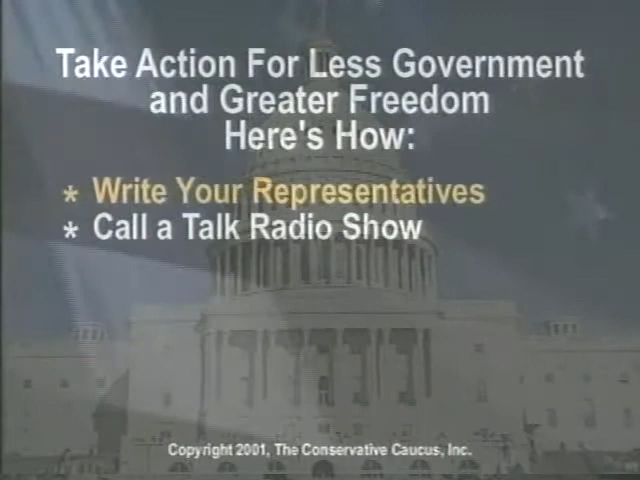 Take Action For Less Government
and Greater Freedom
Here's How:
* Write Your Representatives
* Call a Talk Radio Show
Copyright 2001, The Conservative Caucus, Inc.